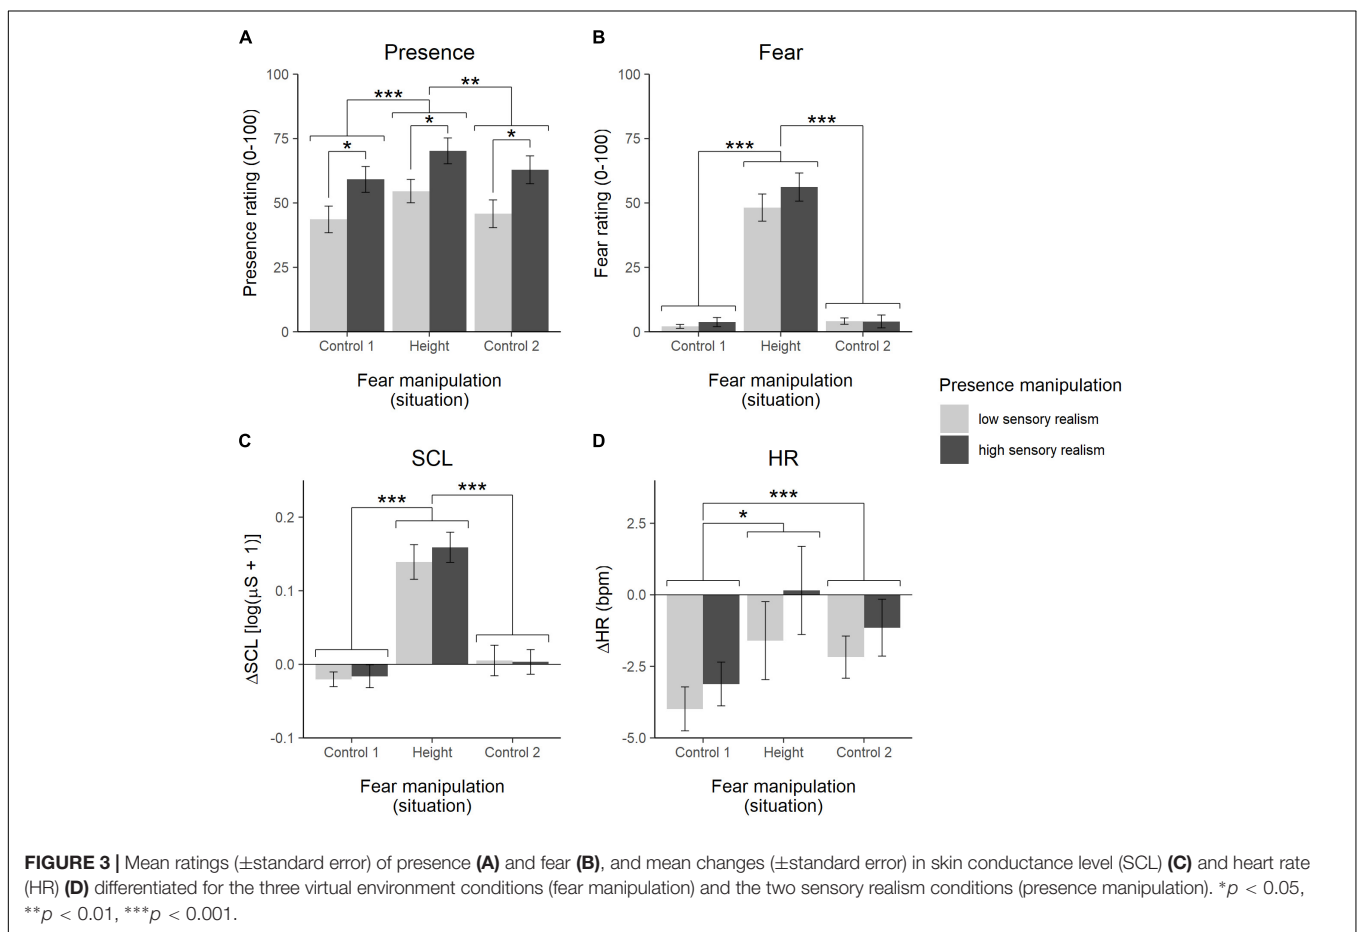 A
Presence
100
75
50
25
0
Presence rating (0-100)
***
**
*
*
*
Control 1
Height
Control 2
Fear manipulation
(situation)
B
Fear
100
75
50
25
0
Fear rating (0-100)
***
***
Control 1
Height
Control 2
Fear manipulation
(situation)
Presence manipulation
low sensory realism
high sensory realism
C
SCL
0.2
0.1
0.0
-0.1
ΔSCL [log(μS + 1)]
***
***
Control 1
Height
Control 2
Fear manipulation
(situation)
D
HR
2.5
0.0
-2.5
-5.0
ΔHR (bpm)
***
*
Control 1
Height
Control 2
Fear manipulation
(situation)
FIGURE 3 | Mean ratings (±standard error) of presence (A) and fear (B), and mean changes (±standard error) in skin conductance level (SCL) (C) and heart rate
(HR) (D) differentiated for the three virtual environment conditions (fear manipulation) and the two sensory realism conditions (presence manipulation). *p < 0.05,
**p < 0.01, ***p < 0.001.